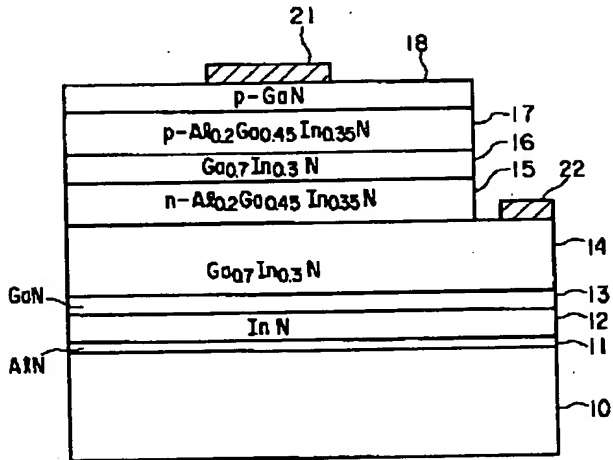 21
18
p-GaN
p-Al0.2Ga0.45In0.35N
17
16
Ga0.7In0.3N
15
n-Al0.2Ga0.45In0.35N
22
14
Ga0.7In0.3N
13
GaN
12
InN
11
AlN
10